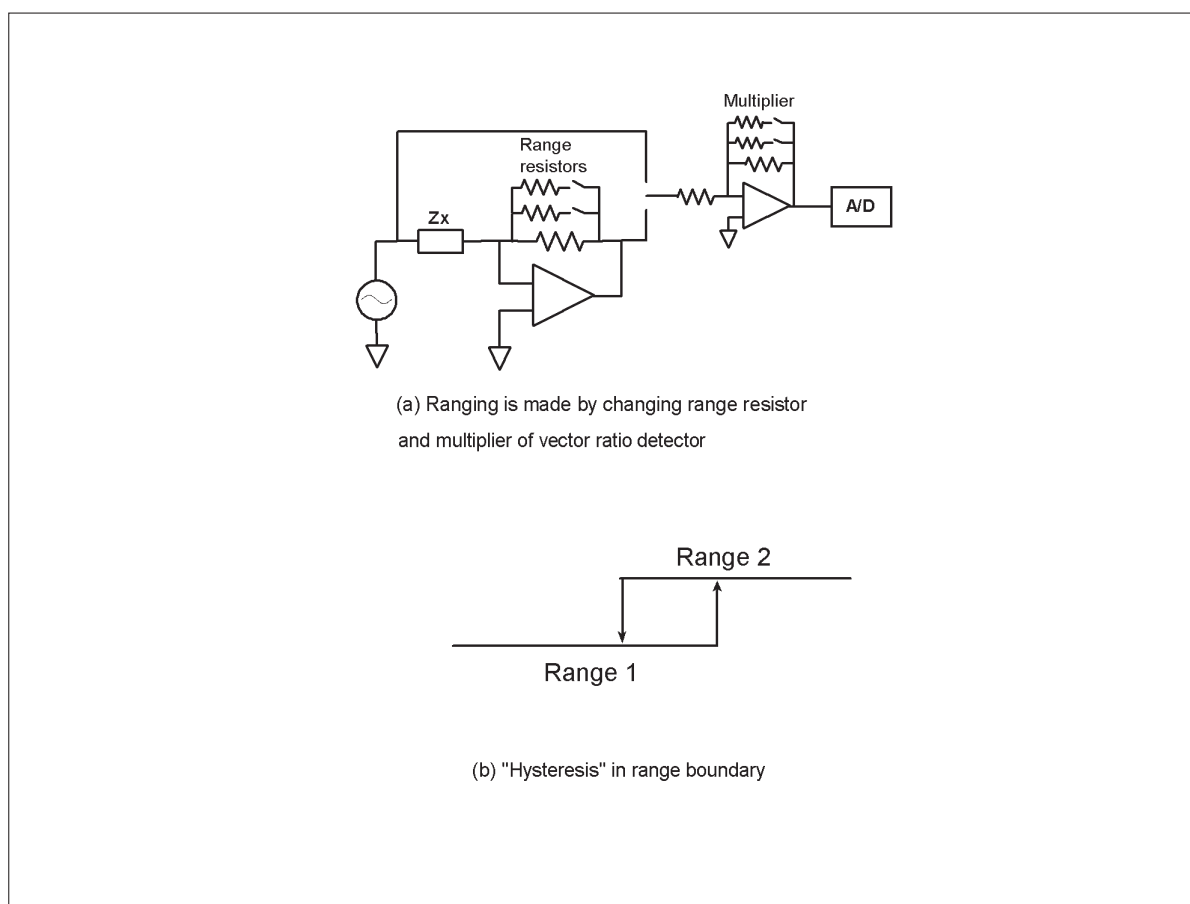 Multiplier
Range
resistors
Zx
A/D
(a) Ranging is made by changing range resistor
and multiplier of vector ratio detector
Range 2
Range 1
(b) "Hysteresis" in range boundary